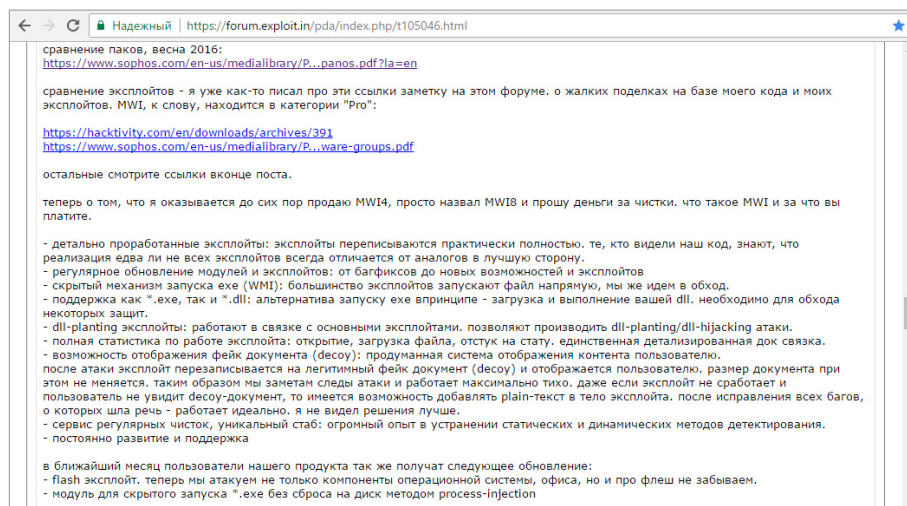 Надежный | https://forum.exploit.in/pda/index.php/t105046.html
сравнение паков, весна 2016:
https://www.sophos.com/en-us/medialibrary/P...panos.pdf?la=en
сравнение эксплойтов - я уже как-то писал про эти ссылки заметку на этом форуме. о жалких поделках на базе моего кода и моих
эксплойтов. MWI, к слову, находится в категории "Pro":
https://hacktivity.com/en/downloads/archives/391
https://www.sophos.com/en-us/medialibrary/P...ware-groups.pdf
остальные смотрите ссылки вконце поста.
теперь о том, что я оказывается до сих пор продаю MWI4, просто назвал MWI8 и прошу деньги за чистки. что такое MWI и за что вы
платите.
- детально проработанные эксплойты: эксплойты переписываются практически полностью. те, кто видели наш код, знают, что
реализация едва ли не всех эксплойтов всегда отличается от аналогов в лучшую сторону.
- регулярное обновление модулей и эксплойтов: от багфиксов до новых возможностей и эксплойтов
- скрытый механизм запуска exe (WMI): большинство эксплойтов запускают файл напрямую, мы же идем в обход.
- поддержка как *.exe, так и *.dll: альтернатива запуску exe впринципе - загрузка и выполнение вашей dll. необходимо для обхода
некоторых защит.
- dll-planting эксплойты: работают в связке с основными эксплойтами. позволяют производить dll-planting/dll-hijacking атаки.
- полная статистика по работе эксплойта: открытие, загрузка файла, отстук на стату. единственная детализированная док связка.
- возможность отображения фейк документа (decoy): продуманная система отображения контента пользователю.
после атаки эксплойт перезаписывается на легитимный фейк документ (decoy) и отображается пользователю. размер документа при
этом не меняется. таким образом мы заметам следы атаки и работает максимально тихо. даже если эксплойт не сработает и
пользователь не увидит decoy-документ, то имеется возможность добавлять plain-текст в тело эксплойта. после исправления всех багов,
о которых шла речь - работает идеально. я не видел решения лучше.
- сервис регулярных чисток, уникальный стаб: огромный опыт в устранении статических и динамических методов детектирования.
- постоянно развитие и поддержка
в ближайший месяц пользователи нашего продукта так же получат следующее обновление:
- flash эксплойт. теперь мы атакуем не только компоненты операционной системы, офиса, но и про флеш не забываем.
- модуль для скрытого запуска *.exe без сброса на диск методом process-injection